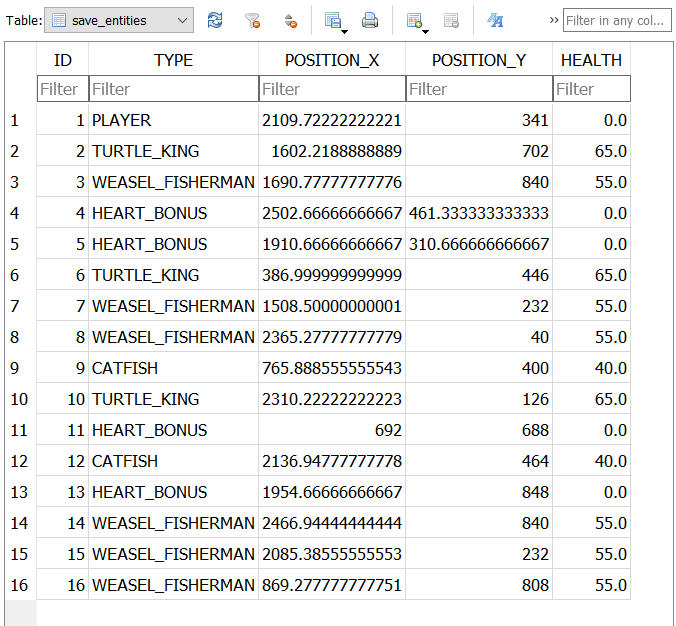 Table: save_entities » Filter in any col...
ID TYPE POSITION_X POSITION_Y HEALTH
Filter Filter Filter Filter Filter
1 1 PLAYER 2109.72222222221 341 0.0
2 2 TURTLE_KING 1602.2188888889 702 65.0
3 3 WEASEL_FISHERMAN 1690.77777777776 840 55.0
4 4 HEART_BONUS 2502.66666666667 461.333333333333 0.0
5 5 HEART_BONUS 1910.66666666667 310.666666666667 0.0
6 6 TURTLE_KING 386.999999999999 446 65.0
7 7 WEASEL_FISHERMAN 1508.50000000001 232 55.0
8 8 WEASEL_FISHERMAN 2365.27777777779 40 55.0
9 9 CATFISH 765.888555555543 400 40.0
10 10 TURTLE_KING 2310.22222222223 126 65.0
11 11 HEART_BONUS 692 688 0.0
12 12 CATFISH 2136.94777777778 464 40.0
13 13 HEART_BONUS 1954.66666666667 848 0.0
14 14 WEASEL_FISHERMAN 2466.94444444444 840 55.0
15 15 WEASEL_FISHERMAN 2085.38555555553 232 55.0
16 16 WEASEL_FISHERMAN 869.277777777751 808 55.0